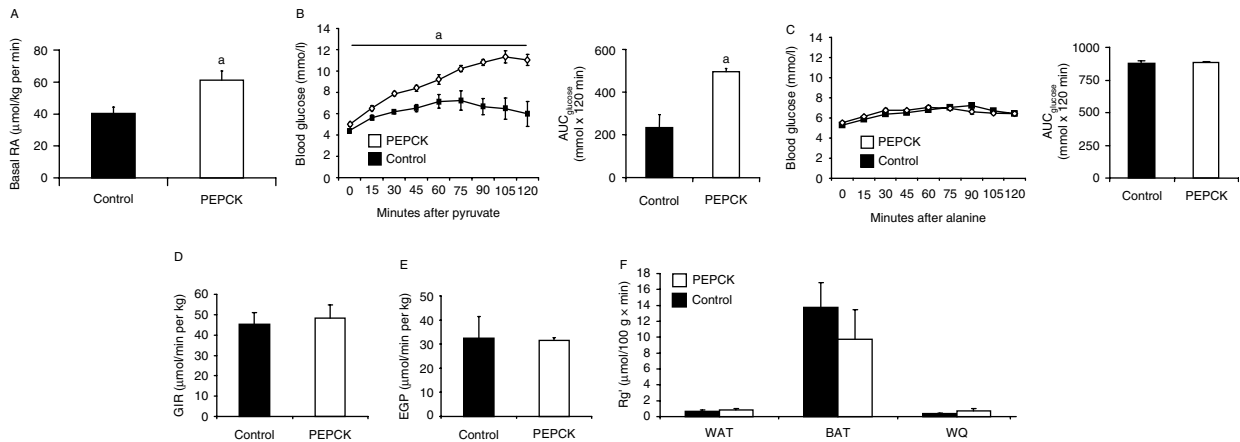 A
Basal RA (μmol/kg per min)
80
60
40
20
0
a
Control
PEPCK
B
Blood glucose (mmo/l)
14
12
10
8
6
4
2
0
a
PEPCK
Control
0 15 30 45 60 75 90 105 120
Minutes after pyruvate
AUCglucose
(mmol x 120 min)
600
400
200
0
a
Control
PEPCK
C
Blood glucose (mmo/l)
14
12
10
8
6
4
2
0
PEPCK
Control
0 15 30 45 60 75 90 105 120
Minutes after alanine
AUCglucose
(mmol x 120 min)
1000
750
500
250
0
Control
PEPCK
D
GIR (μmol/min per kg)
60
50
40
30
20
10
0
Control
PEPCK
E
EGP (μmol/min per kg)
50
40
30
20
10
0
Control
PEPCK
F
Rg' (μmol/100 g × min)
18
16
14
12
10
8
6
4
2
0
PEPCK
Control
WAT
BAT
WQ